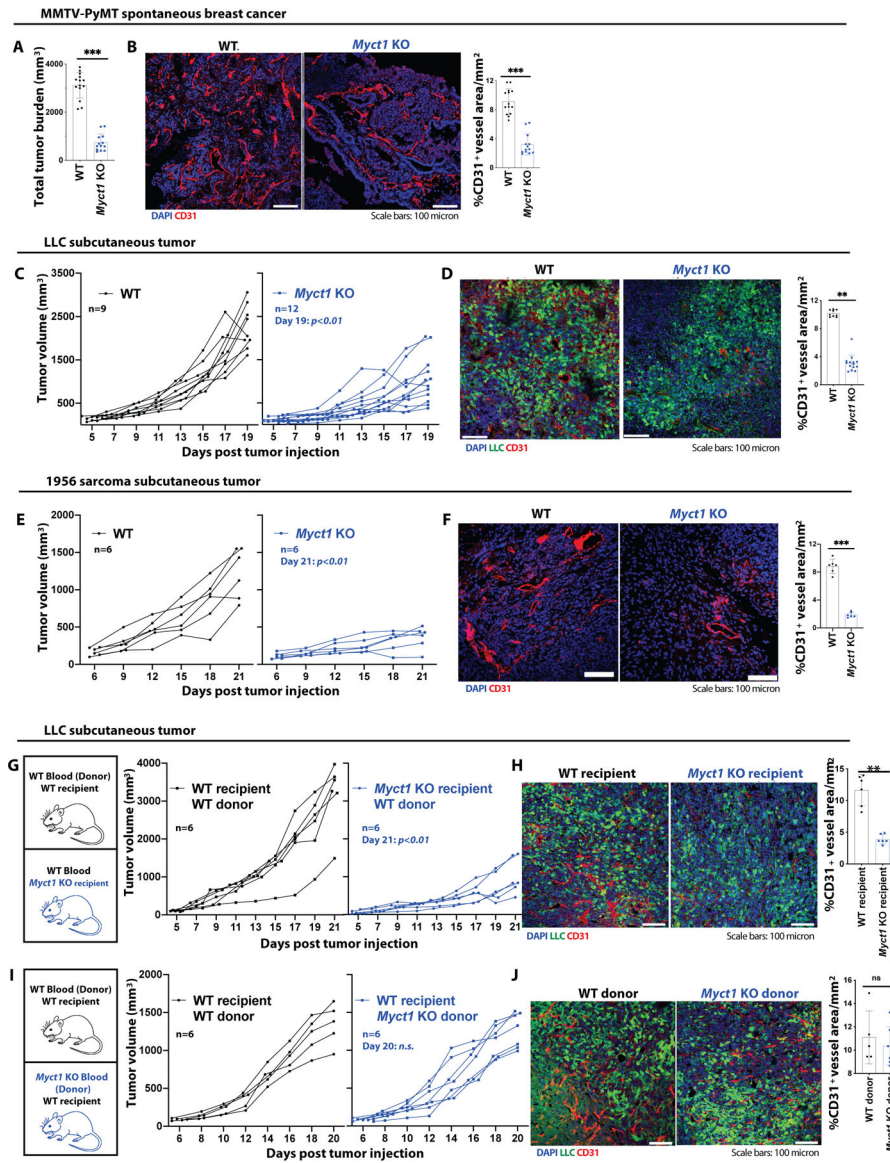 MMTV-PyMT spontaneous breast cancer
A
Total tumor burden (mm³)
4000
2000
0
***
WT
Myct1 KO
B
WT
Myct1 KO
DAPI CD31
Scale bars: 100 micron
%CD31⁺ vessel area/mm²
12
8
4
0
***
WT
Myct1 KO
LLC subcutaneous tumor
C
Tumor volume (mm³)
3500
2500
1500
500
WT
n=9
Myct1 KO
n=12
Day 19: p<0.01
5 7 9 11 13 15 17 19
5 7 9 11 13 15 17 19
Days post tumor injection
D
WT
Myct1 KO
DAPI LLC CD31
Scale bars: 100 micron
%CD31⁺ vessel area/mm²
12
8
4
0
**
WT
Myct1 KO
1956 sarcoma subcutaneous tumor
E
Tumor volume (mm³)
2000
1500
1000
500
0
WT
n=6
Myct1 KO
n=6
Day 21: p<0.01
6 9 12 15 18 21
6 9 12 15 18 21
Days post tumor injection
F
WT
Myct1 KO
DAPI CD31
Scale bars: 100 micron
%CD31⁺ vessel area/mm²
12
8
4
0
***
WT
Myct1 KO
LLC subcutaneous tumor
G
WT Blood (Donor)
WT recipient
WT Blood
Myct1 KO recipient
Tumor volume (mm³)
4000
3000
2000
1000
0
WT recipient
WT donor
n=6
Myct1 KO recipient
WT donor
n=6
Day 21: p<0.01
5 7 9 11 13 15 17 19 21
5 7 9 11 13 15 17 19 21
Days post tumor injection
H
WT recipient
Myct1 KO recipient
DAPI LLC CD31
Scale bars: 100 micron
%CD31⁺ vessel area/mm²
15
10
5
0
**
WT recipient
Myct1 KO recipient
I
WT Blood (Donor)
WT recipient
Myct1 KO Blood
(Donor)
WT recipient
Tumor volume (mm³)
2000
1500
1000
500
0
WT recipient
WT donor
n=6
WT recipient
Myct1 KO donor
n=6
Day 20: n.s.
6 8 10 12 14 16 18 20
6 8 10 12 14 16 18 20
Days post tumor injection
J
WT donor
Myct1 KO donor
DAPI LLC CD31
Scale bars: 100 micron
%CD31⁺ vessel area/mm²
16
14
12
10
8
ns
WT donor
Myct1 KO donor